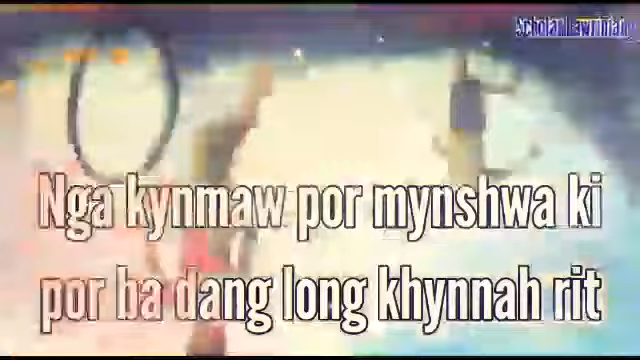 Nga kynmaw por mynshwa ki
por ba dang long khynnah rit